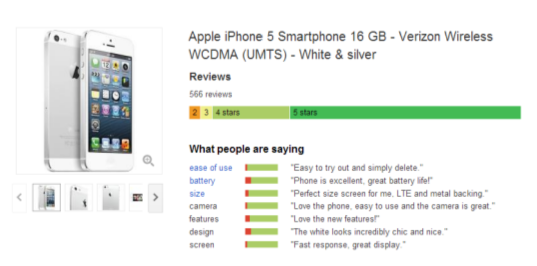 Apple iPhone 5 Smartphone 16 GB - Verizon Wireless
WCDMA (UMTS) - White & silver
Reviews
566 reviews
2 3 4 stars 5 stars
What people are saying
ease of use "Easy to try out and simply delete."
battery "Phone is excellent, great battery life!"
size "Perfect size screen for me, LTE and metal backing."
camera "Love the phone, easy to use and the camera is great."
features "Love the new features!"
design "The white looks incredibly chic and nice."
screen "Fast response, great display."